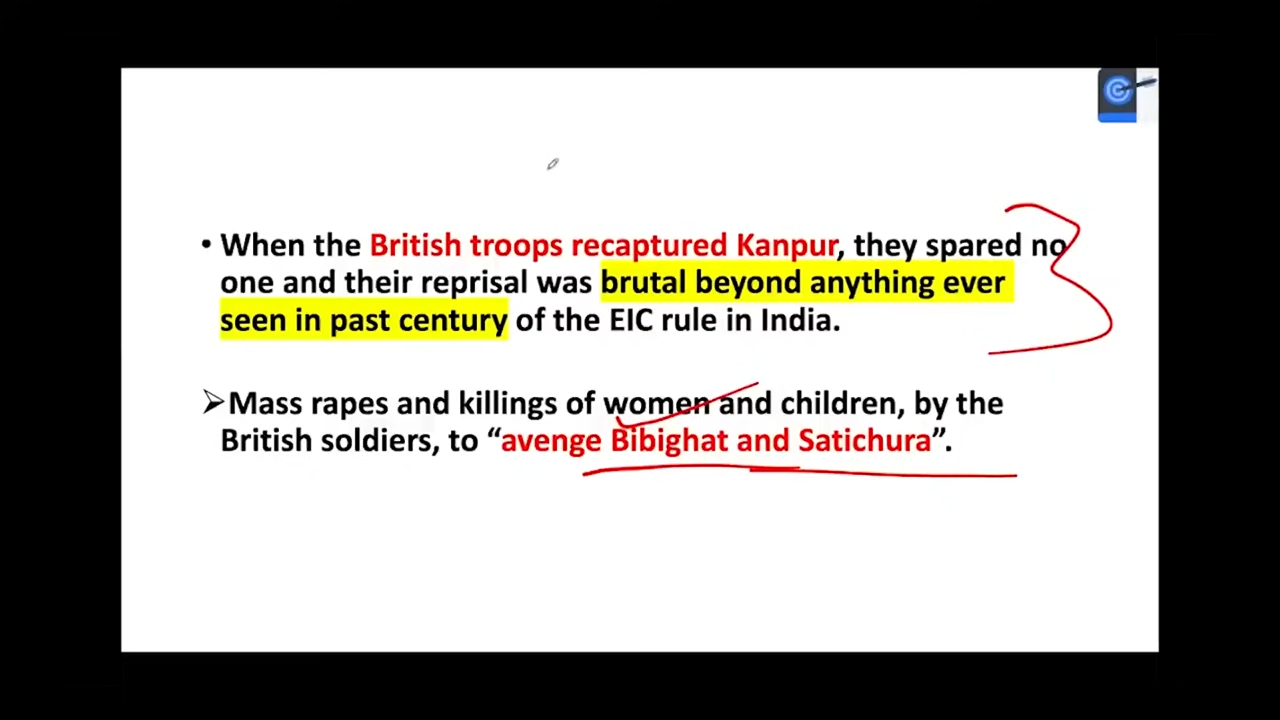 • When the British troops recaptured Kanpur, they spared no
one and their reprisal was brutal beyond anything ever
seen in past century of the EIC rule in India.
➢Mass rapes and killings of women and children, by the
British soldiers, to “avenge Bibighat and Satichura”.